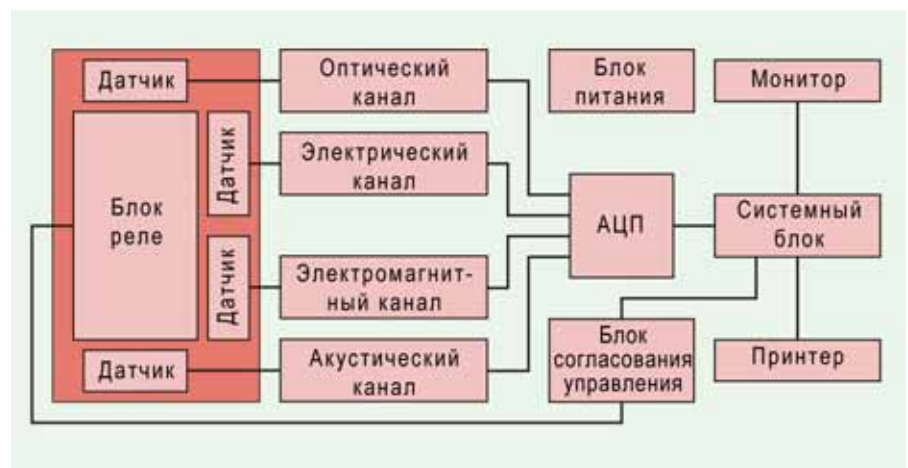 Датчик
Блок
реле
Датчик
Датчик
Датчик
Оптический
канал
Электрический
канал
Электромагнит-
ный канал
Акустический
канал
Блок
питания
АЦП
Блок
согласования
управления
Монитор
Системный
блок
Принтер